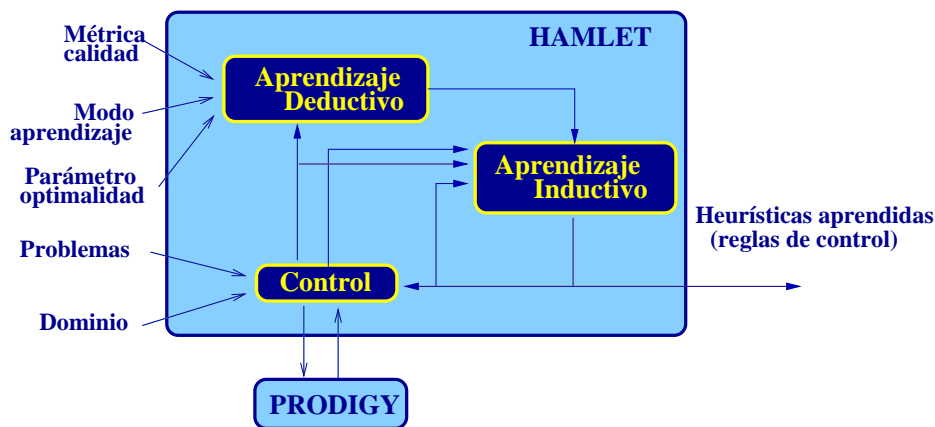 HAMLET
Métrica
calidad
Aprendizaje
Deductivo
Modo
aprendizaje
Parámetro
optimalidad
Aprendizaje
Inductivo
Heurísticas aprendidas
(reglas de control)
Problemas
Control
Dominio
PRODIGY